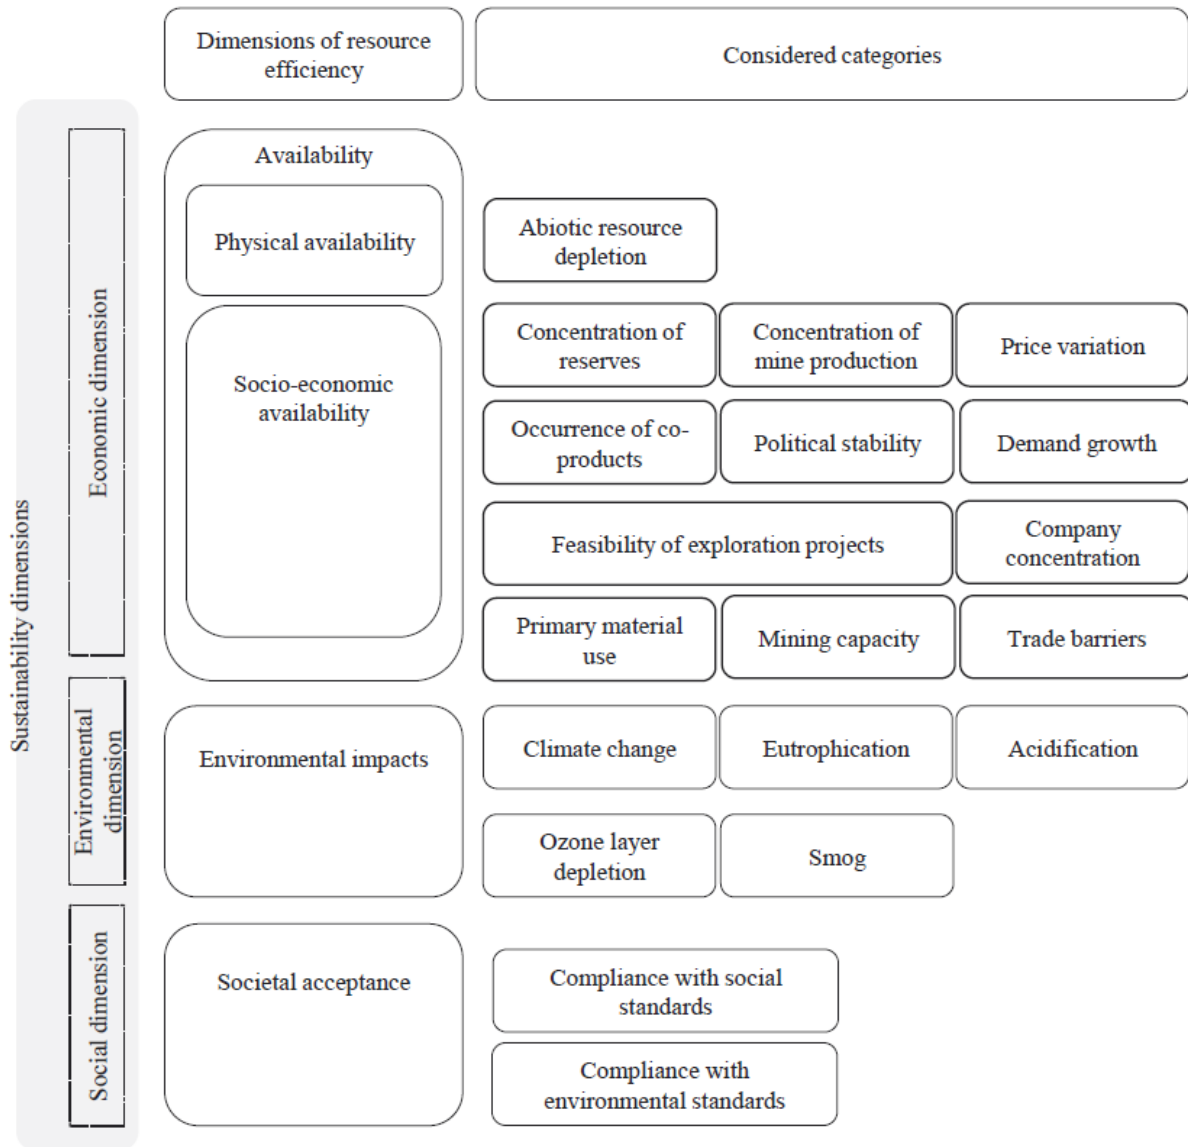 Dimensions of resource
efficiency
Considered categories
Sustainability dimensions
Economic dimension
Availability
Physical availability
Abiotic resource
depletion
Socio-economic
availability
Concentration of
reserves
Concentration of
mine production
Price variation
Occurrence of co-
products
Political stability
Demand growth
Feasibility of exploration projects
Company
concentration
Primary material
use
Mining capacity
Trade barriers
Environmental
dimension
Environmental impacts
Climate change
Eutrophication
Acidification
Ozone layer
depletion
Smog
Social dimension
Societal acceptance
Compliance with social
standards
Compliance with
environmental standards